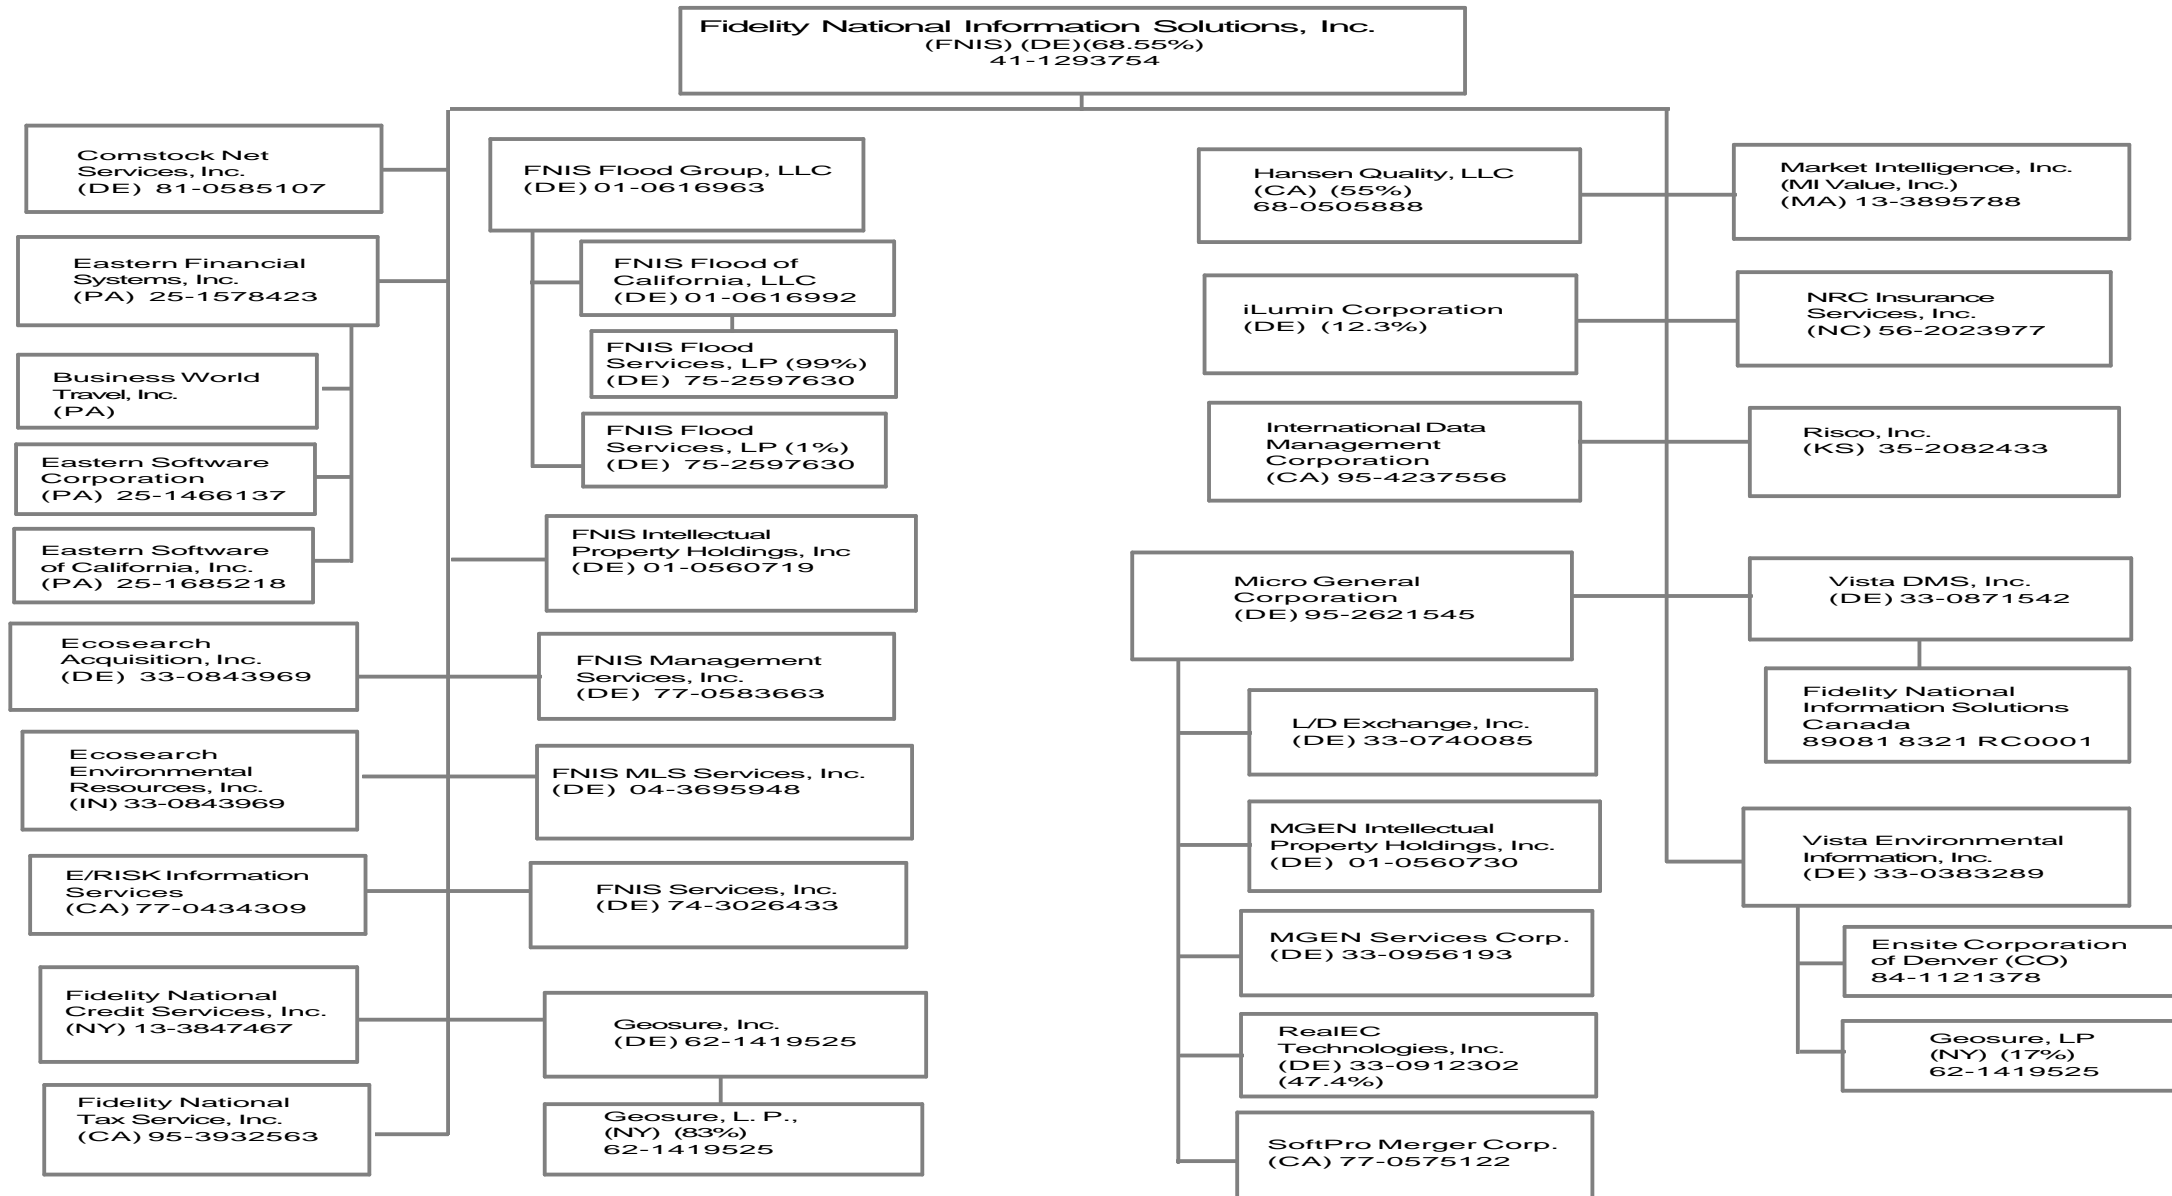 Fidelity National Information Solutions, Inc.
(FNIS) (DE)(68.55%)
41-1293754
Comstock Net
Services, Inc.
(DE) 81-0585107
Eastern Financial
Systems, Inc.
(PA) 25-1578423
Business World
Travel, Inc.
(PA)
Eastern Software
Corporation
(PA) 25-1466137
Eastern Software
of California, Inc.
(PA) 25-1685218
Ecosearch
Acquisition, Inc.
(DE) 33-0843969
Ecosearch
Environmental
Resources, Inc.
(IN) 33-0843969
E/RISK Information
Services
(CA) 77-0434309
Fidelity National
Credit Services, Inc.
(NY) 13-3847467
Fidelity National
Tax Service, Inc.
(CA) 95-3932563
FNIS Flood Group, LLC
(DE) 01-0616963
FNIS Flood of
California, LLC
(DE) 01-0616992
FNIS Flood
Services, LP (99%)
(DE) 75-2597630
FNIS Flood
Services, LP (1%)
(DE) 75-2597630
FNIS Intellectual
Property Holdings, Inc
(DE) 01-0560719
FNIS Management
Services, Inc.
(DE) 77-0583663
FNIS MLS Services, Inc.
(DE) 04-3695948
FNIS Services, Inc.
(DE) 74-3026433
Geosure, Inc.
(DE) 62-1419525
Geosure, L. P.,
(NY) (83%)
62-1419525
Hansen Quality, LLC
(CA) (55%)
68-0505888
iLumin Corporation
(DE) (12.3%)
International Data
Management
Corporation
(CA) 95-4237556
Micro General
Corporation
(DE) 95-2621545
L/D Exchange, Inc.
(DE) 33-0740085
MGEN Intellectual
Property Holdings, Inc.
(DE) 01-0560730
MGEN Services Corp.
(DE) 33-0956193
RealEC
Technologies, Inc.
(DE) 33-0912302
(47.4%)
SoftPro Merger Corp.
(CA) 77-0575122
Market Intelligence, Inc.
(MI Value, Inc.)
(MA) 13-3895788
NRC Insurance
Services, Inc.
(NC) 56-2023977
Risco, Inc.
(KS) 35-2082433
Vista DMS, Inc.
(DE) 33-0871542
Fidelity National
Information Solutions
Canada
89081 8321 RC0001
Vista Environmental
Information, Inc.
(DE) 33-0383289
Ensite Corporation
of Denver (CO)
84-1121378
Geosure, LP
(NY) (17%)
62-1419525